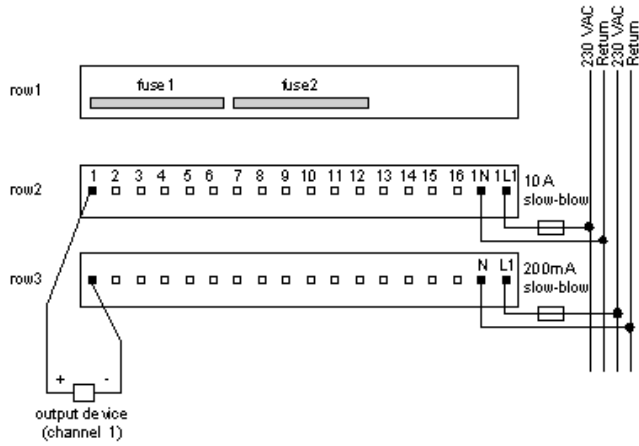 230 VAC
Return
230 VAC
Return
fuse1 fuse2
row1
1 2 3 4 5 6 7 8 9 10 11 12 13 14 15 16 1N 1L1
row2
10A
slow-blow
N L1
row3
200mA
slow-blow
+ -
output device
(channel 1)